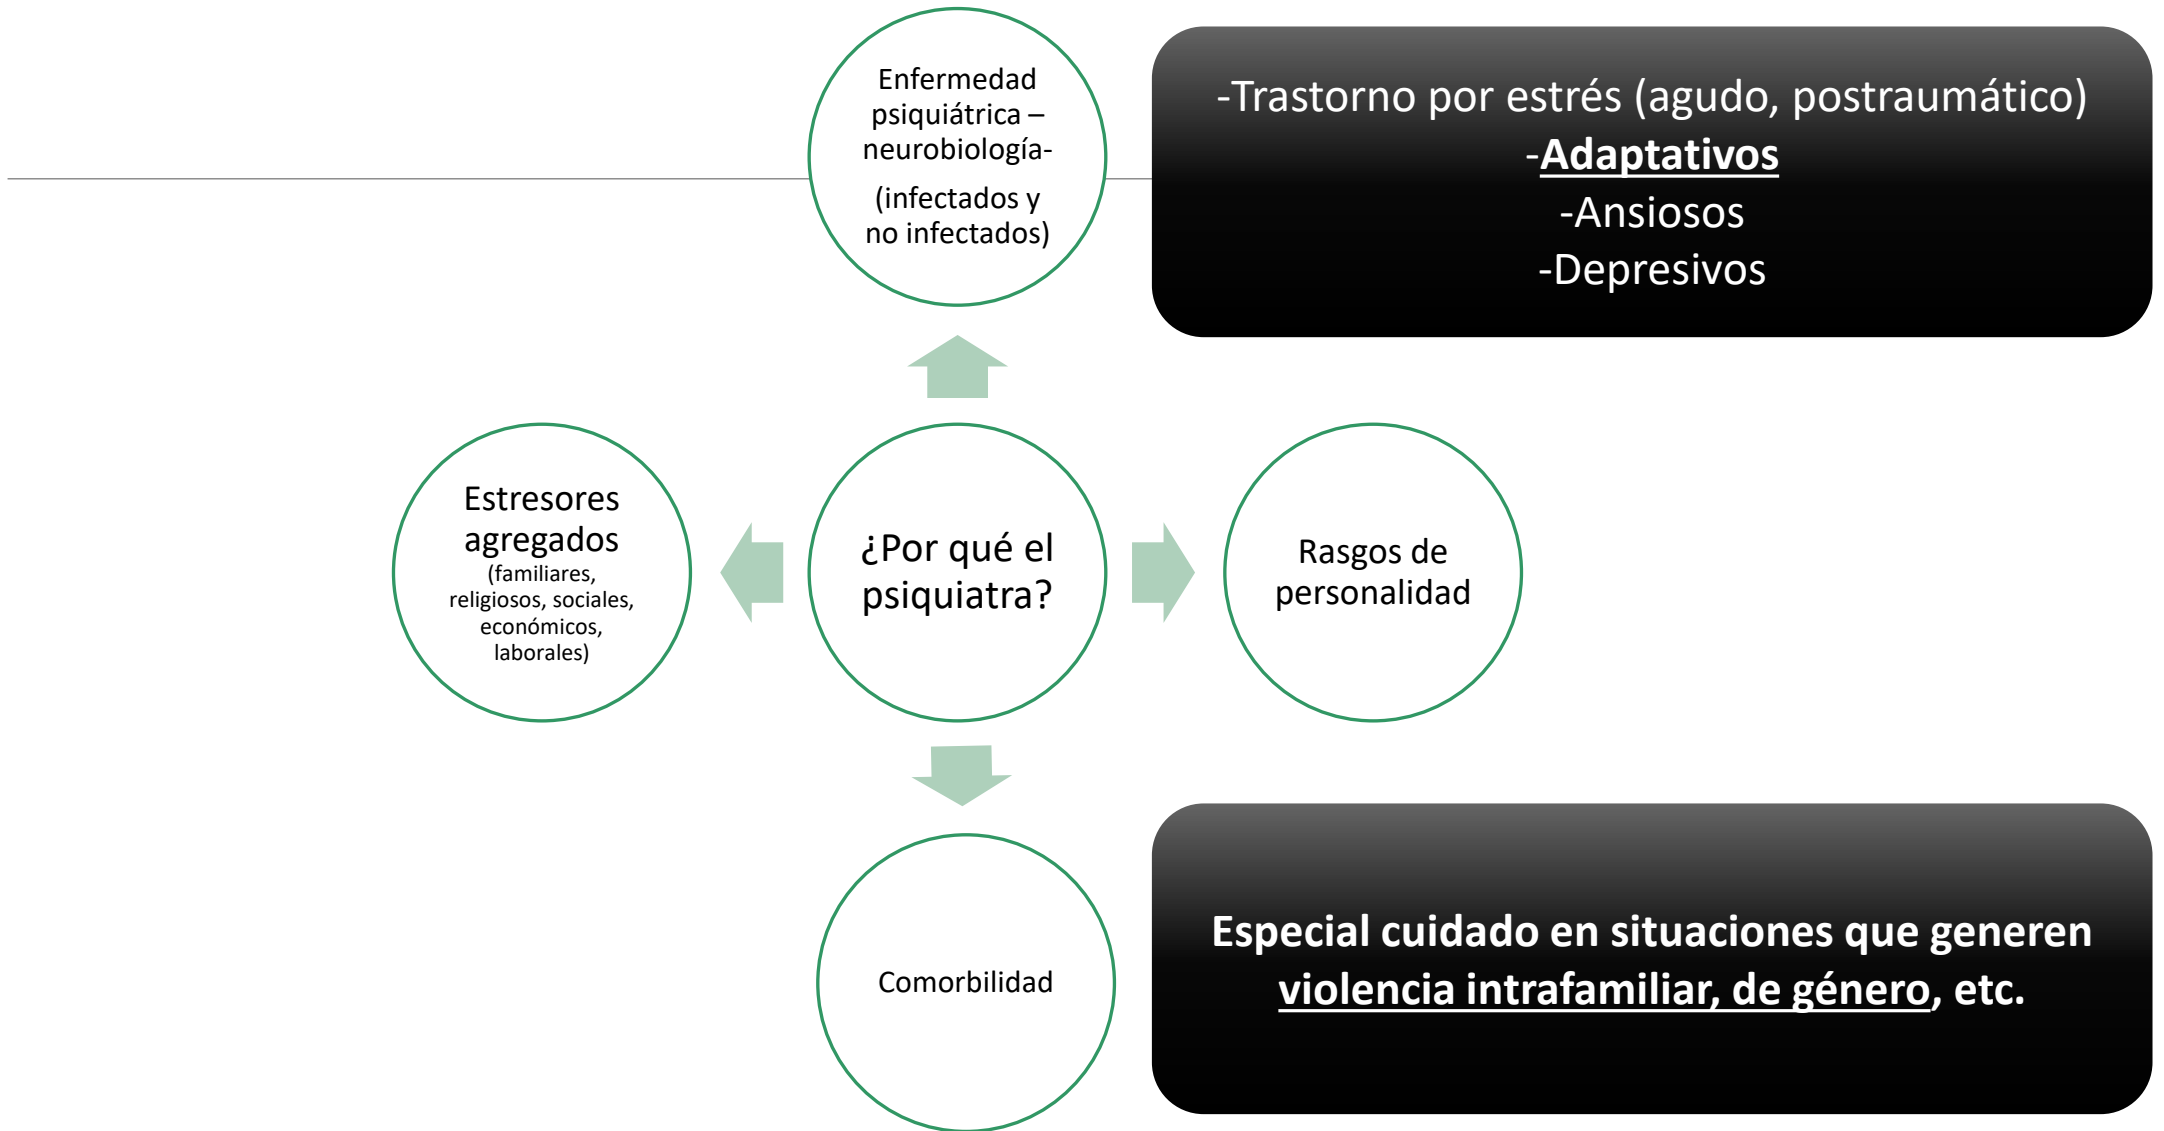 Enfermedad
psiquiátrica –
neurobiología-
(infectados y
no infectados)
-Trastorno por estrés (agudo, postraumático)
-Adaptativos
-Ansiosos
-Depresivos
Estresores
agregados
(familiares,
religiosos, sociales,
económicos,
laborales)
¿Por qué el
psiquiatra?
Rasgos de
personalidad
Comorbilidad
Especial cuidado en situaciones que generen
violencia intrafamiliar, de género, etc.